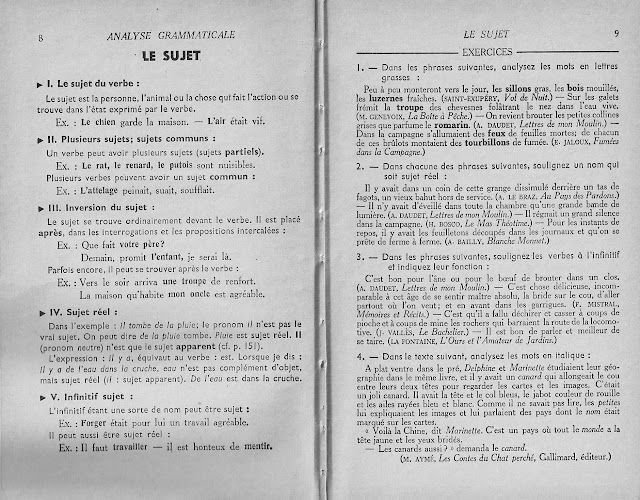 8 ANALYSE GRAMMATICALE
LE SUJET
► I. Le sujet du verbe :
Le sujet est la personne, l'animal ou la chose qui fait l'action ou se
trouve dans l'état exprimé par le verbe.
Ex. : Le chien garde la maison. — L'air était vif.
► II. Plusieurs sujets; sujets communs :
Un verbe peut avoir plusieurs sujets (sujets partiels).
Ex. : Le rat, le renard, le putois sont nuisibles.
Plusieurs verbes peuvent avoir un sujet commun :
Ex. : L'attelage peinait, suait, soufflait.
► III. Inversion du sujet :
Le sujet se trouve ordinairement devant le verbe. Il est placé
après, dans les interrogations et les propositions intercalées :
Ex. : Que fait votre père?
Demain, promit l'enfant, je serai là.
Parfois encore, il peut se trouver après le verbe :
Ex. : Vers le soir arriva une troupe de renfort.
La maison qu'habite mon oncle est agréable.
► IV. Sujet réel :
Dans l'exemple : il tombe de la pluie; le pronom il n'est pas le
vrai sujet. On peut dire de la pluie tombe. Pluie est sujet réel. Il
(pronom neutre) n'est que le sujet apparent (cf. p. 151).
L'expression : il y a, équivaut au verbe : est. Lorsque je dis :
il y a de l'eau dans la cruche, eau n'est pas complément d'objet,
mais sujet réel (il : sujet apparent). De l'eau est dans la cruche.
► V. Infinitif sujet :
L'infinitif étant une sorte de nom peut être sujet :
Ex. : Forger était pour lui un travail agréable.
Il peut aussi être sujet réel :
Ex. : Il faut travailler — il est honteux de mentir.
LE SUJET 9
EXERCICES
1. — Dans les phrases suivantes, analysez les mots en lettres
grasses :
Peu à peu monteront vers le jour, les sillons gras, les bois mouillés,
les luzernes fraîches. (SAINT-EXUPÉRY, Vol de Nuit.) — Sur les galets
frémit la troupe des chevesnes folâtrant le nez dans l'eau vive.
(M. GENEVOIX, La Boîte à Pêche.) — On revient brouter les petites collines
grises que parfume le romarin. (A. DAUDET, Lettres de mon Moulin.) —
Dans la campagne s'allumaient des feux de feuilles mortes; de chacun
de ces brûlots montaient des tourbillons de fumée. (E. JALOUX, Fumées
dans la Campagne.)
2. — Dans chacune des phrases suivantes, soulignez un nom qui
soit sujet réel :
Il y avait dans un coin de cette grange dissimulé derrière un tas de
fagots, un vieux bahut hors de service. (A. LE BRAZ, Au Pays des Pardons.)
— Il n'y avait d'éveillé dans toute la chambre qu'une grande bande de
lumière. (A. DAUDET, Lettres de mon Moulin.) — Il régnait un grand silence
dans la campagne. (H. BOSCO, Le Mas Théotime.) — Pour les instants de
repos, il y avait les feuilletons découpés dans les journaux et qu'on se
prête de ferme à ferme. (A. BAILLY, Blanche Monnet.)
3. — Dans les phrases suivantes, soulignez les verbes à l'infinitif
et indiquez leur fonction :
C'est bon pour l'âne ou pour le bœuf de brouter dans un clos.
(A. DAUDET, Lettres de mon Moulin.) — C'est chose délicieuse, incom-
parable à cet âge de se sentir maître absolu, la bride sur le cou, d'aller
partout où l'on veut; et en avant dans les garrigues. (F. MISTRAL,
Mémoires et Récits.) — C'est qu'il a fallu déchirer et casser à coups de
pioche et à coups de mine les rochers qui barraient la route de la locomo-
tive. (J. VALLÈS, Le Bachelier.) — Il est bon de parler et meilleur de
se taire. (LA FONTAINE, L'Ours et l'Amateur de Jardins.)
4. — Dans le texte suivant, analysez les mots en italique :
A plat ventre dans le pré, Delphine et Marinette étudiaient leur géo-
graphie dans le même livre, et il y avait un canard qui allongeait le cou
entre leurs deux têtes pour regarder les cartes et les images. C'était
un joli canard. Il avait la tête et le col bleus, le jabot couleur de rouille
et les ailes rayées bleu et blanc. Comme il ne savait pas lire, les petites
lui expliquaient les images et lui parlaient des pays dont le nom était
marqué sur les cartes.
« Voilà la Chine, dit Marinette. C'est un pays où tout le monde a la
tête jaune et les yeux bridés.
— Les canards aussi? » demanda le canard.
(M. AYMÉ, Les Contes du Chat perché, Gallimard, éditeur.)